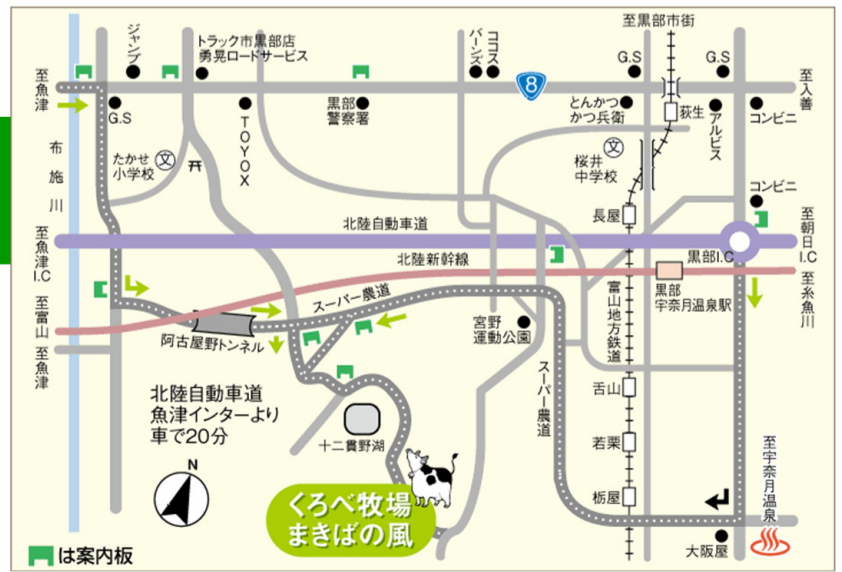 至黒部市街
ジャンプ
トラック市黒部店
勇晃ロードサービス
バーンズ
ココス
G.S
G.S
8
至魚津
至入善
G.S
TOYOX
黒部
警察署
とんかつ
かつ兵衛
荻生
アルビス
コンビニ
布施川
たかせ
小学校
文
文
桜井
中学校
コンビニ
長屋
北陸自動車道
至魚津I.C
至朝日I.C
黒部I.C
北陸新幹線
至富山
至糸魚川
スーパー農道
黒部
宇奈月温泉駅
富山地方鉄道
阿古屋野トンネル
宮野
運動公園
至魚津
スーパー農道
舌山
北陸自動車道
魚津インターより
車で20分
十二貫野湖
若栗
至宇奈月温泉
N
くろべ牧場
まきばの風
栃屋
大阪屋
は案内板